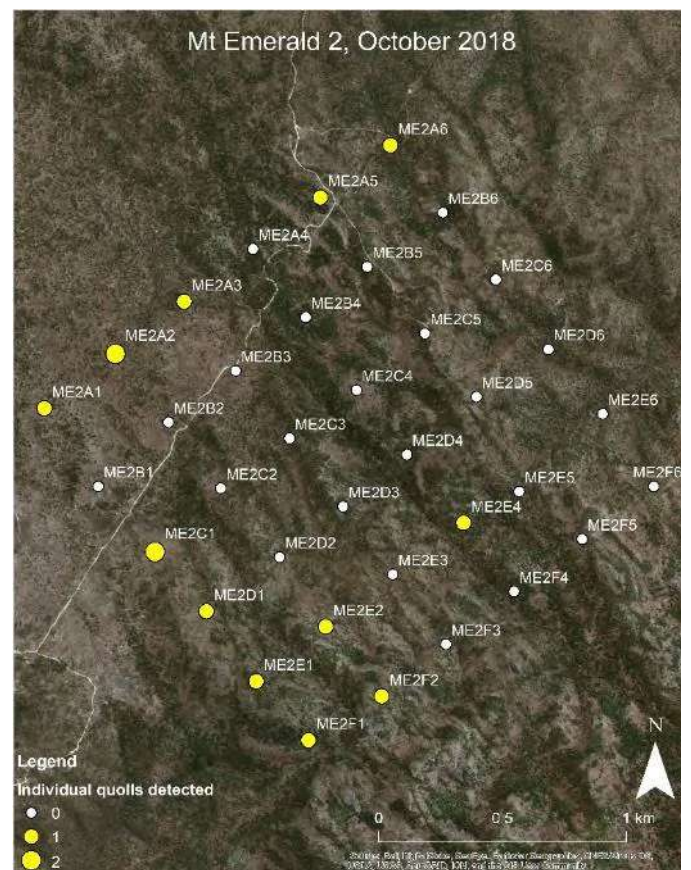 Mt Emerald 2, October 2018
ME2A6
ME2A5
ME2B6
ME2A4
ME2B5
ME2C6
ME2A3
ME2B4
ME2C5
ME2A2
ME2D6
ME2B3
ME2C4
ME2A1
ME2D5
ME2B2
ME2E6
ME2C3
ME2D4
ME2B1
ME2C2
ME2E5
ME2F6
ME2D3
ME2E4
ME2C1
ME2F5
ME2D2
ME2E3
ME2F4
ME2D1
ME2E2
ME2F3
ME2E1
ME2F2
ME2F1
N
Legend
Individual quolls detected
0
1
2
0 0 5 1 km